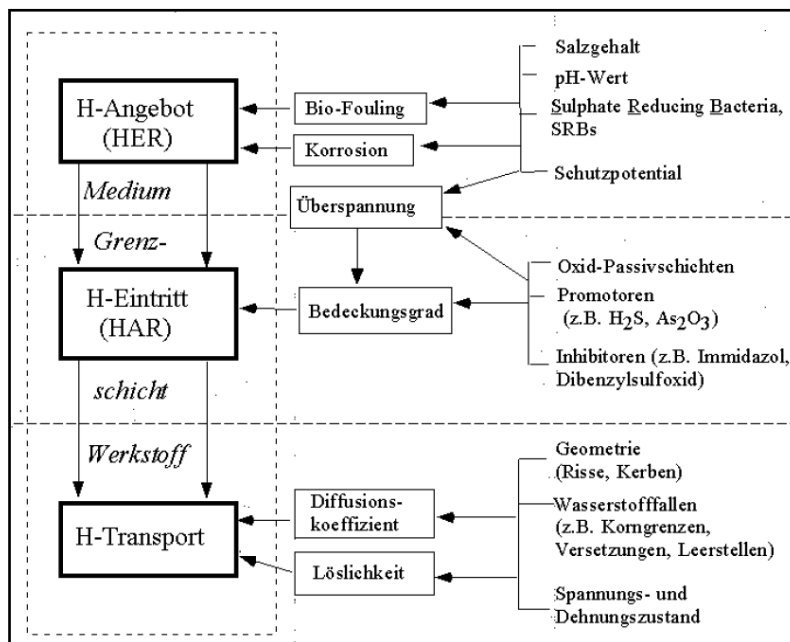 H-Angebot
(HER)
Medium
Grenz-
H-Eintritt
(HAR)
schicht
Werkstoff
H-Transport
Bio-Fouling
Korrosion
Überspannung
Bedeckungsgrad
Diffusions-
koeffizient
Löslichkeit
Salzgehalt
pH-Wert
Sulphate Reducing Bacteria,
SRBs
Schutzpotential
Oxid-Passivschichten
Promotoren
(z.B. H₂S, As₂O₃)
Inhibitoren (z.B. Immidazol,
Dibenzylsulfoxid)
Geometrie
(Risse, Kerben)
Wasserstofffallen
(z.B. Korngrenzen,
Versetzungen, Leerstellen)
Spannungs- und
Dehnungszustand